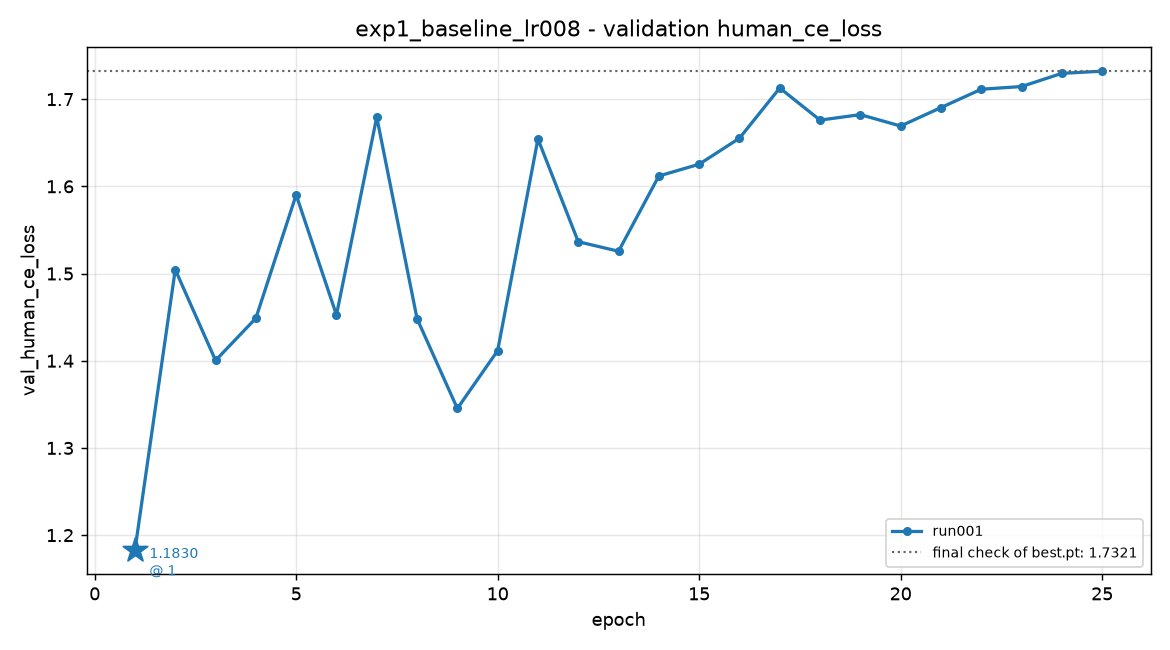 exp1_baseline_lr008 - validation human_ce_loss
val_human_ce_loss
1.7
1.6
1.5
1.4
1.3
1.2
1.1830
@ 1
run001
final check of best.pt: 1.7321
0 5 10 15 20 25
epoch